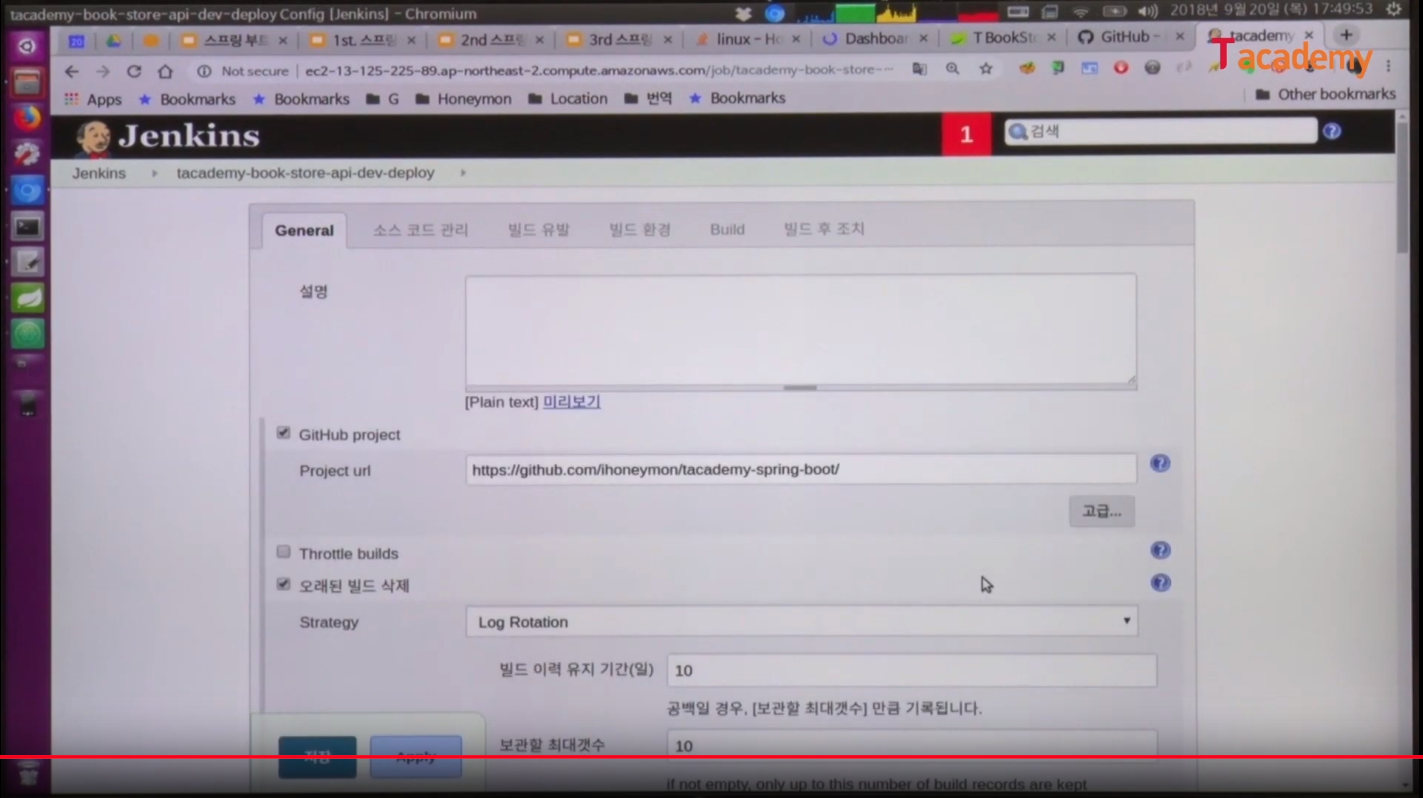 tacademy-book-store-api-dev-deploy Config [Jenkins] - Chromium
2018년 9월20일 (목) 17:49:53
20
스프링 부트
1st. 스프링
2nd 스프링
3rd 스프링
linux - Ho
Dashboar
T BookSto
GitHub -
tacademy
Tacademy
Not secure
ec2-13-125-225-89.ap-northeast-2.compute.amazonaws.com/job/tacademy-book-store-···
Apps
Bookmarks
Bookmarks
G
Honeymon
Location
번역
Bookmarks
Other bookmarks
Jenkins
1
검색
Jenkins
tacademy-book-store-api-dev-deploy
General
소스 코드 관리
빌드 유발
빌드 환경
Build
빌드 후 조치
설명
[Plain text] 미리보기
GitHub project
Project url
https://github.com/ihoneymon/tacademy-spring-boot/
고급...
Throttle builds
오래된 빌드 삭제
Strategy
Log Rotation
빌드 이력 유지 기간(일)
10
공백일 경우, [보관할 최대갯수] 만큼 기록됩니다.
보관할 최대갯수
10
저장
Apply
if not empty, only up to this number of build records are kept